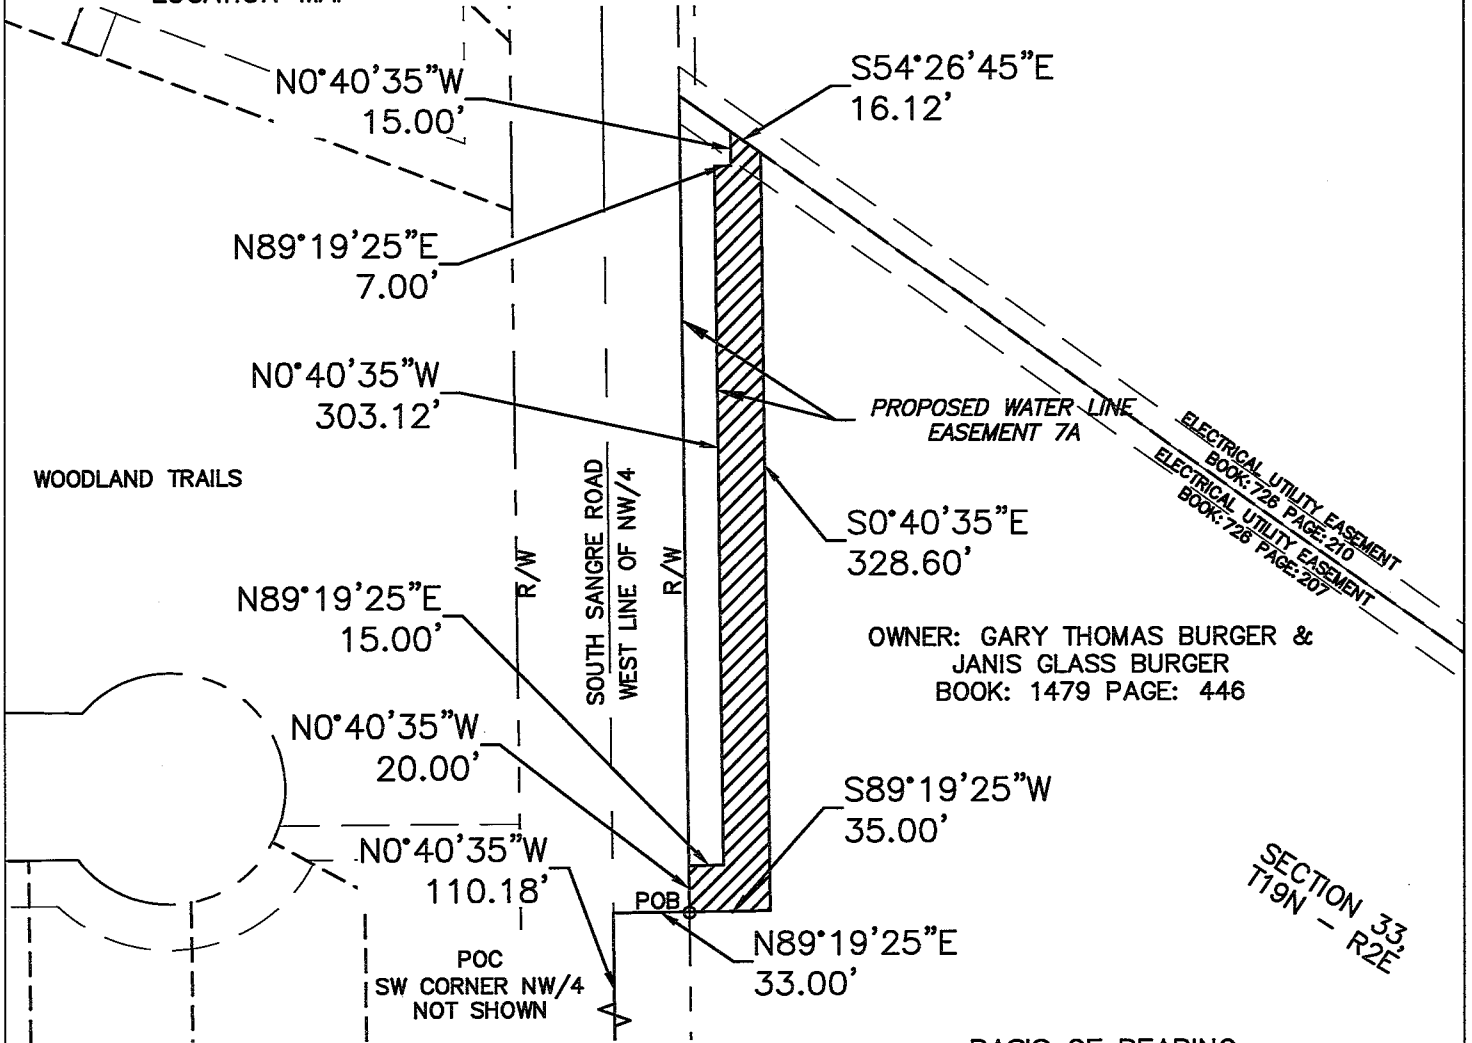 N0°40'35"W
15.00'
S54°26'45"E
16.12'
N89°19'25"E
7.00'
N0°40'35"W
303.12'
PROPOSED WATER LINE
EASEMENT 7A
ELECTRICAL UTILITY EASEMENT
BOOK: 726 PAGE: 210
ELECTRICAL UTILITY EASEMENT
BOOK: 726 PAGE: 207
WOODLAND TRAILS
SOUTH SANGRE ROAD
WEST LINE OF NW/4
R/W
R/W
S0°40'35"E
328.60'
N89°19'25"E
15.00'
OWNER: GARY THOMAS BURGER &
JANIS GLASS BURGER
BOOK: 1479 PAGE: 446
N0°40'35"W
20.00'
S89°19'25"W
35.00'
N0°40'35"W
110.18'
POB
SECTION 33,
T19N - R2E
N89°19'25"E
33.00'
POC
SW CORNER NW/4
NOT SHOWN